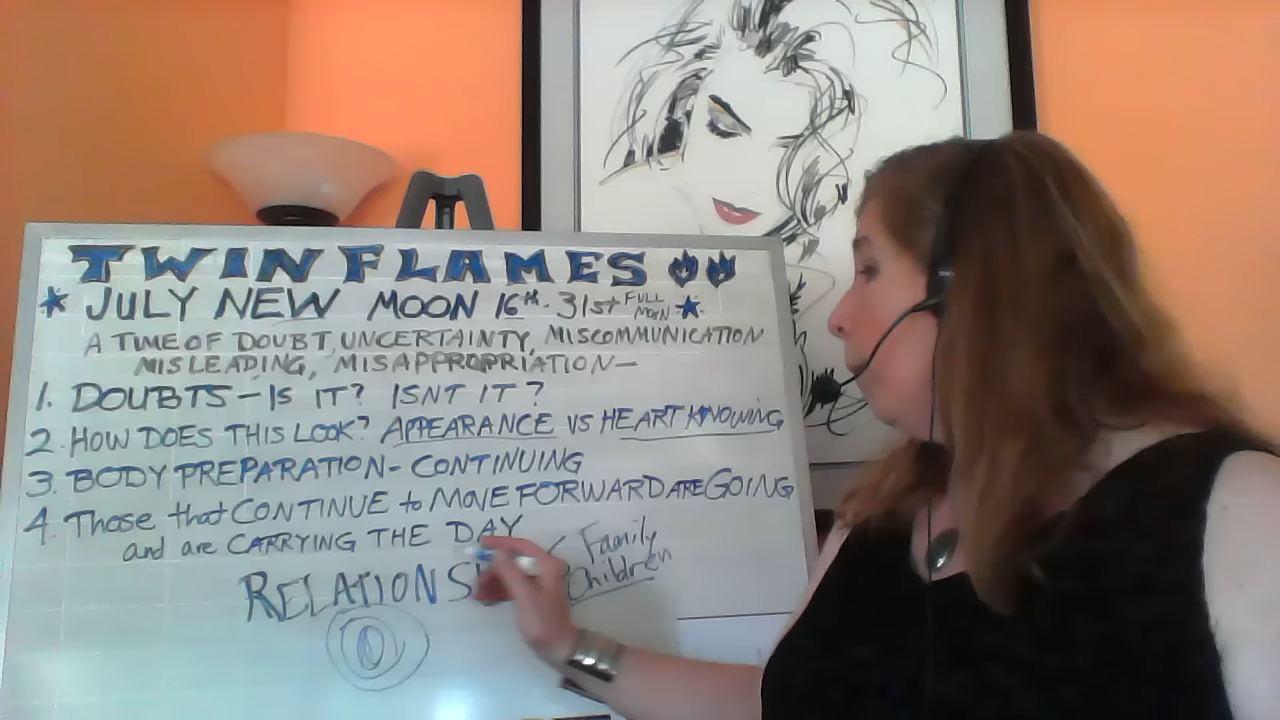 TWIN FLAMES
* JULY NEW MOON 16th - 31st FULL MOON *
A TIME OF DOUBT, UNCERTAINTY, MISCOMMUNICATION
MISLEADING, MISAPPROPRIATION—
1. DOUBTS - IS IT? ISNT IT?
2. HOW DOES THIS LOOK? APPEARANCE VS HEART KNOWING
3. BODY PREPARATION - CONTINUING
4. Those that CONTINUE to MOVE FORWARD ARE GOING
and are CARRYING THE DAY
Family
Children